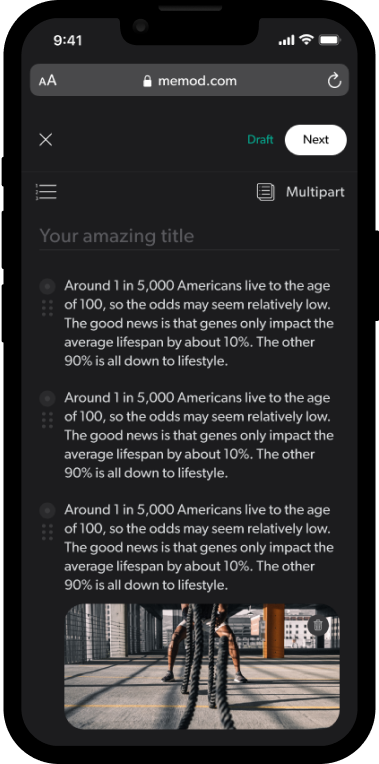 9:41
AA memod.com
Draft Next
Multipart
Your amazing title
Around 1 in 5,000 Americans live to the age
of 100, so the odds may seem relatively low.
The good news is that genes only impact the
average lifespan by about 10%. The other
90% is all down to lifestyle.
Around 1 in 5,000 Americans live to the age
of 100, so the odds may seem relatively low.
The good news is that genes only impact the
average lifespan by about 10%. The other
90% is all down to lifestyle.
Around 1 in 5,000 Americans live to the age
of 100, so the odds may seem relatively low.
The good news is that genes only impact the
average lifespan by about 10%. The other
90% is all down to lifestyle.